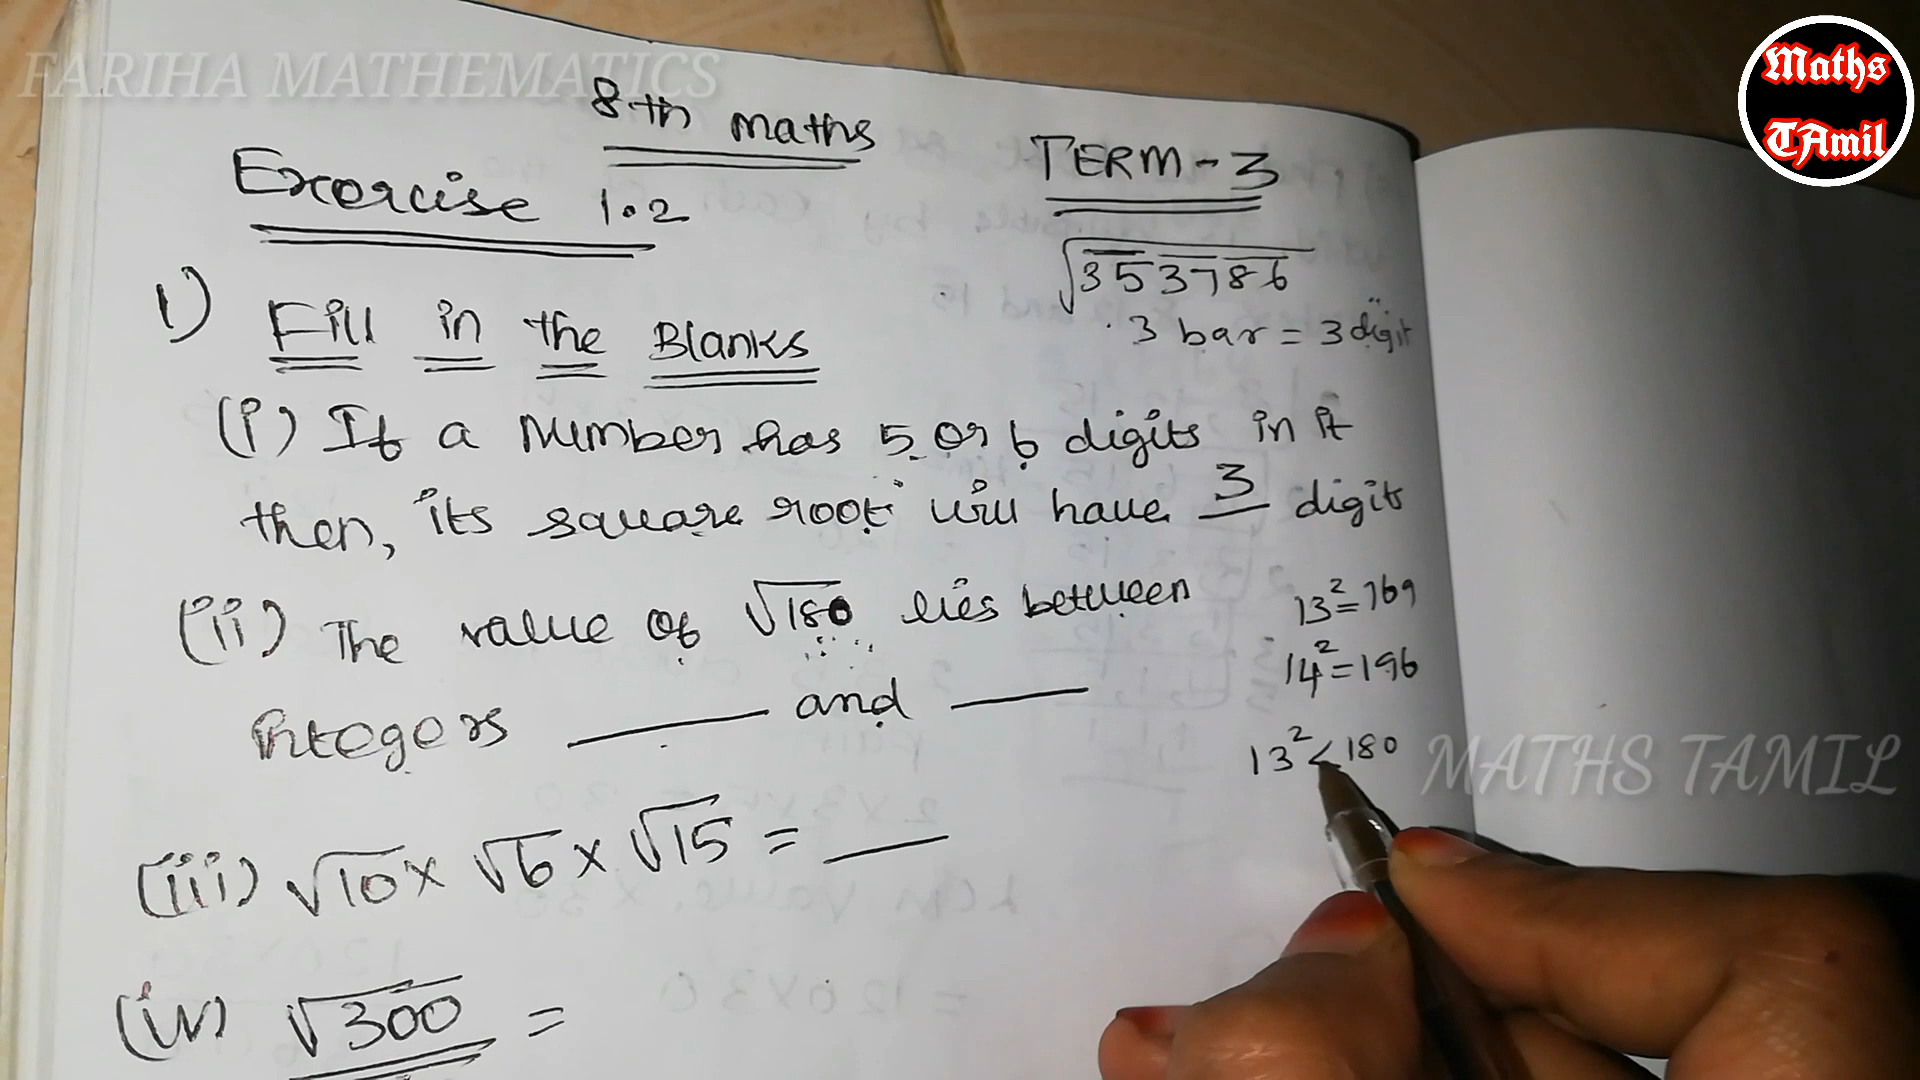 FARIHA MATHEMATICS
Maths
TAmil
8th maths
Exercise 1.2
TERM - 3
√353786
3 bar = 3 digit
1) Fill in the Blanks
(i) If a Number has 5 or 6 digits in it
then, its square root will have 3 digits
(ii) The value of √180 lies between
integers ____ and ____
13² = 169
14² = 196
13² < 180
MATHS TAMIL
(iii) √10 × √6 × √15 = ____
(iv) √300 =